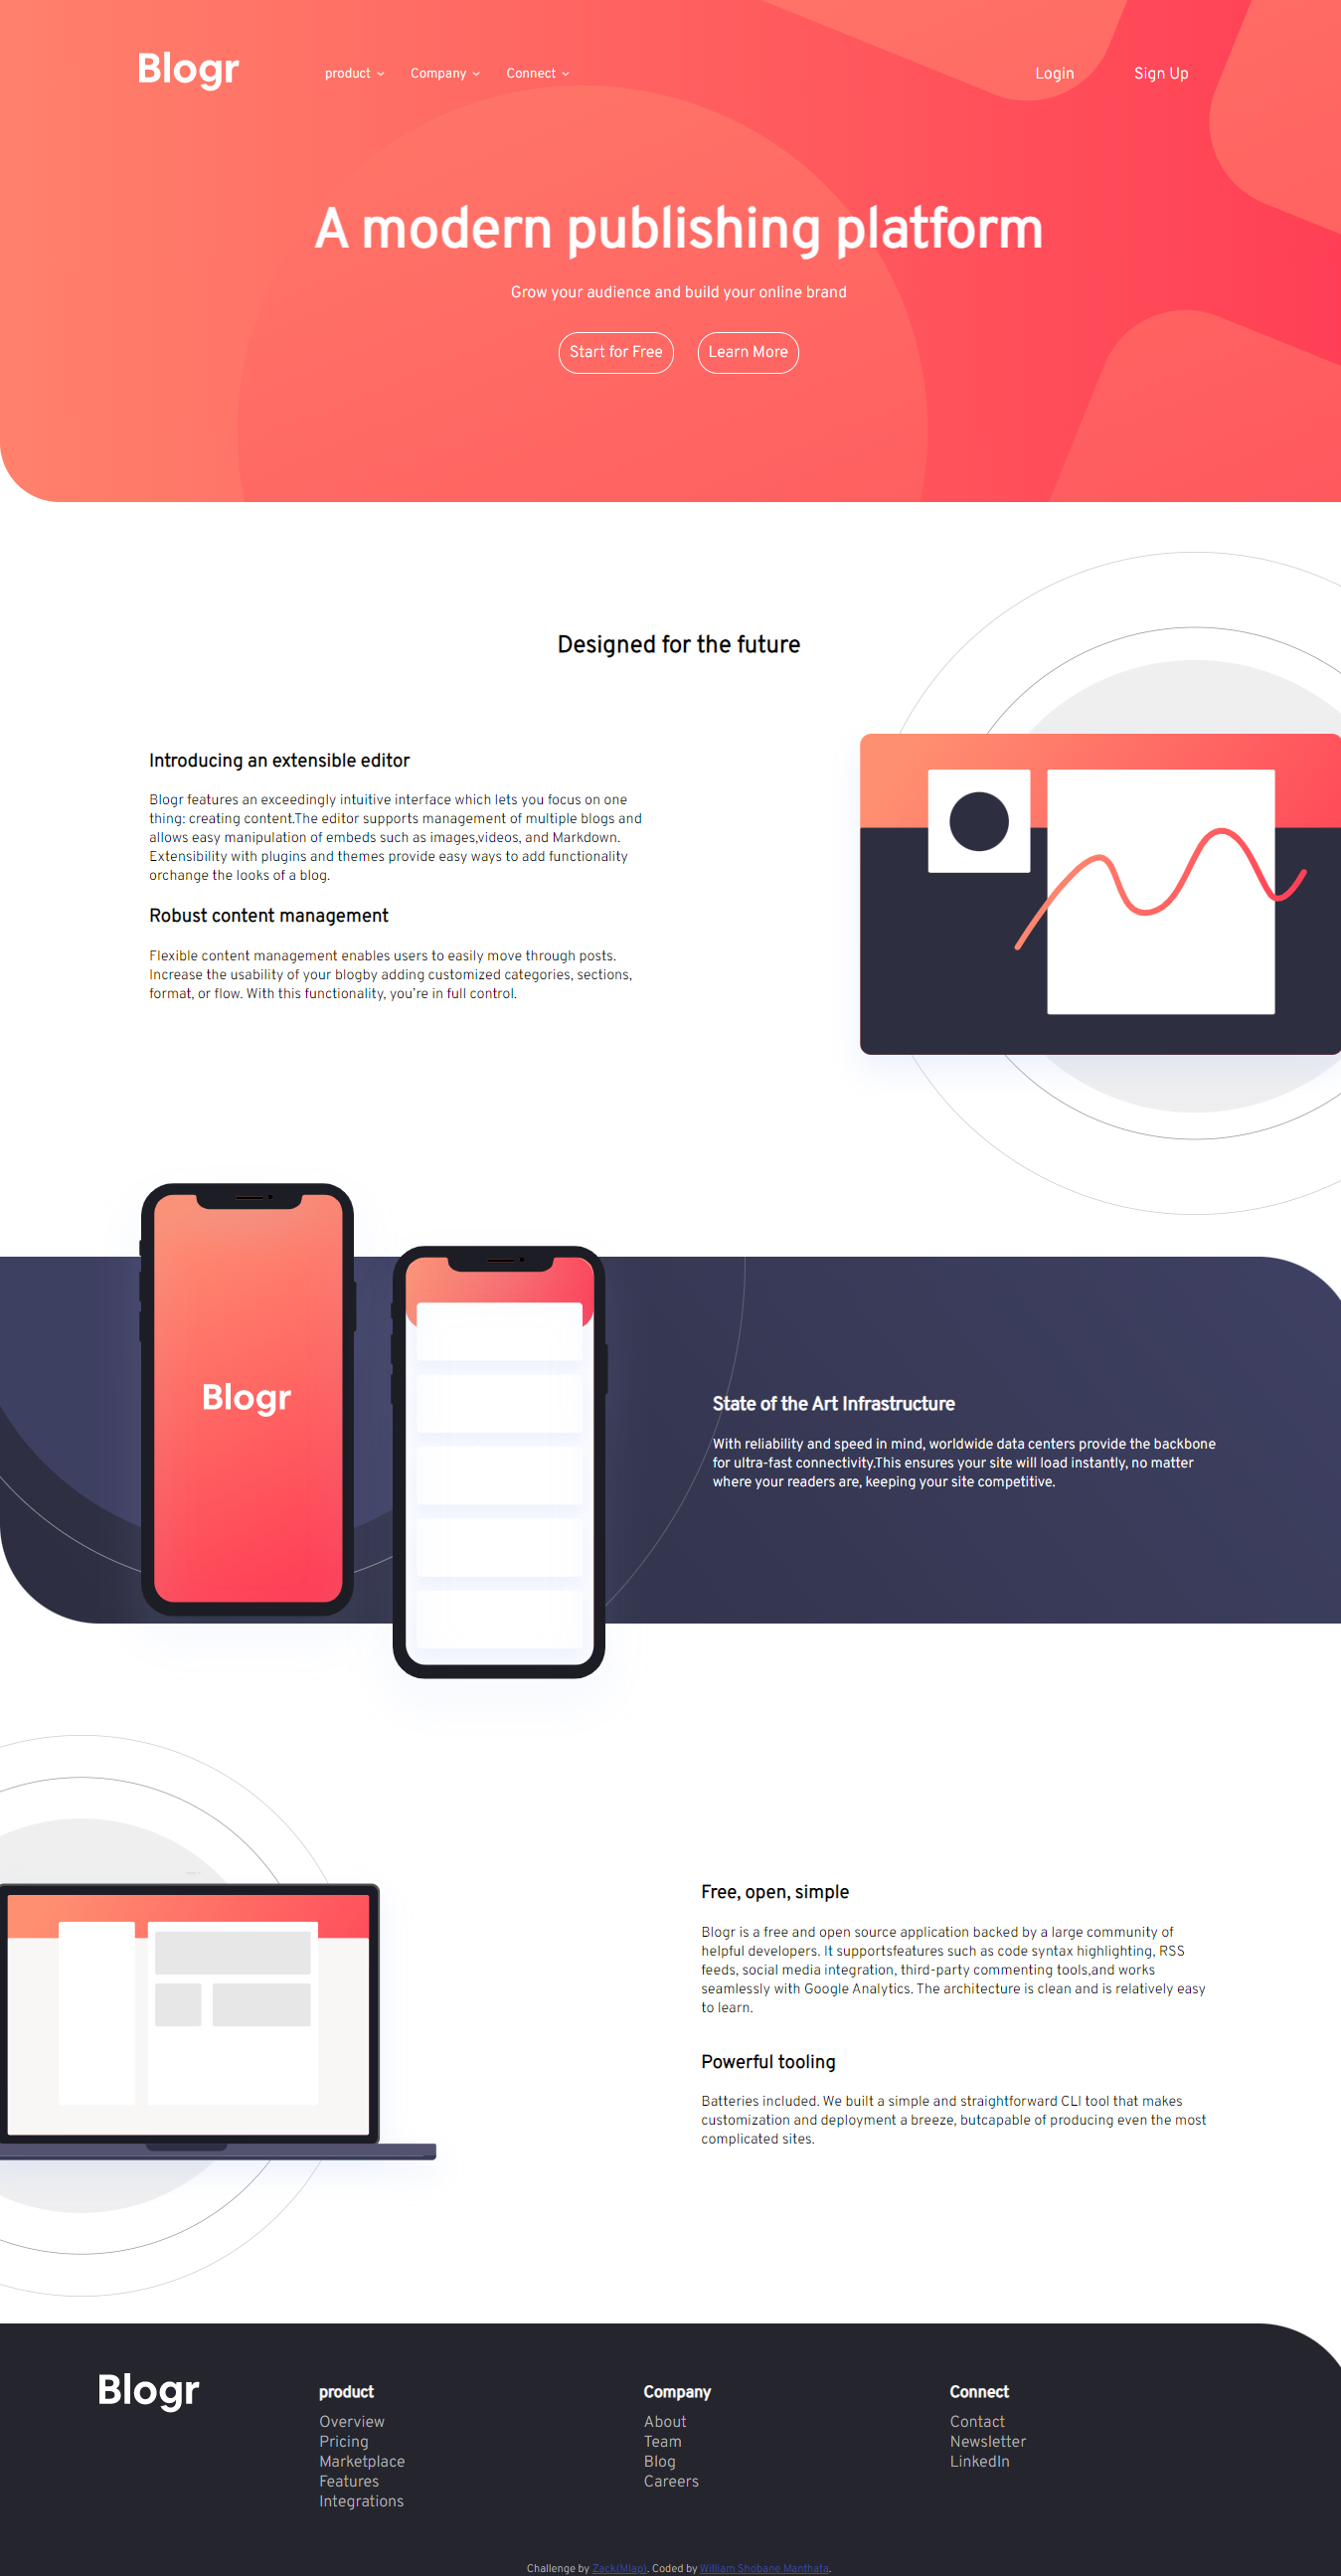 Blogr
product Company Connect Login Sign Up
A modern publishing platform
Grow your audience and build your online brand
Start for Free Learn More
Designed for the future
Introducing an extensible editor
Blogr features an exceedingly intuitive interface which lets you focus on one
thing: creating content.The editor supports management of multiple blogs and
allows easy manipulation of embeds such as images,videos, and Markdown.
Extensibility with plugins and themes provide easy ways to add functionality
orchange the looks of a blog.
Robust content management
Flexible content management enables users to easily move through posts.
Increase the usability of your blogby adding customized categories, sections,
format, or flow. With this functionality, you’re in full control.
Blogr
State of the Art Infrastructure
With reliability and speed in mind, worldwide data centers provide the backbone
for ultra-fast connectivity.This ensures your site will load instantly, no matter
where your readers are, keeping your site competitive.
Free, open, simple
Blogr is a free and open source application backed by a large community of
helpful developers. It supportsfeatures such as code syntax highlighting, RSS
feeds, social media integration, third-party commenting tools,and works
seamlessly with Google Analytics. The architecture is clean and is relatively easy
to learn.
Powerful tooling
Batteries included. We built a simple and straightforward CLI tool that makes
customization and deployment a breeze, butcapable of producing even the most
complicated sites.
Blogr
product
Overview
Pricing
Marketplace
Features
Integrations
Company
About
Team
Blog
Careers
Connect
Contact
Newsletter
LinkedIn
Challenge by Zack(Mlap). Coded by William Shobane Manthata.